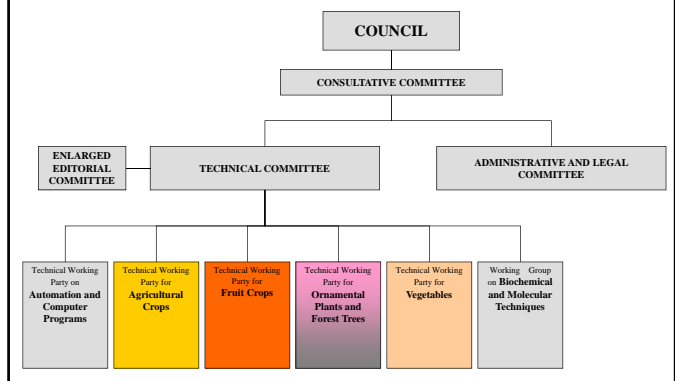 COUNCIL
CONSULTATIVE COMMITTEE
ENLARGED
EDITORIAL
COMMITTEE
TECHNICAL COMMITTEE
ADMINISTRATIVE AND LEGAL
COMMITTEE
Technical Working
Party on
Automation and
Computer
Programs
Technical Working
Party for
Agricultural
Crops
Technical Working
Party for
Fruit Crops
Technical Working
Party for
Ornamental
Plants and
Forest Trees
Technical Working
Party for
Vegetables
Working Group
on Biochemical
and Molecular
Techniques